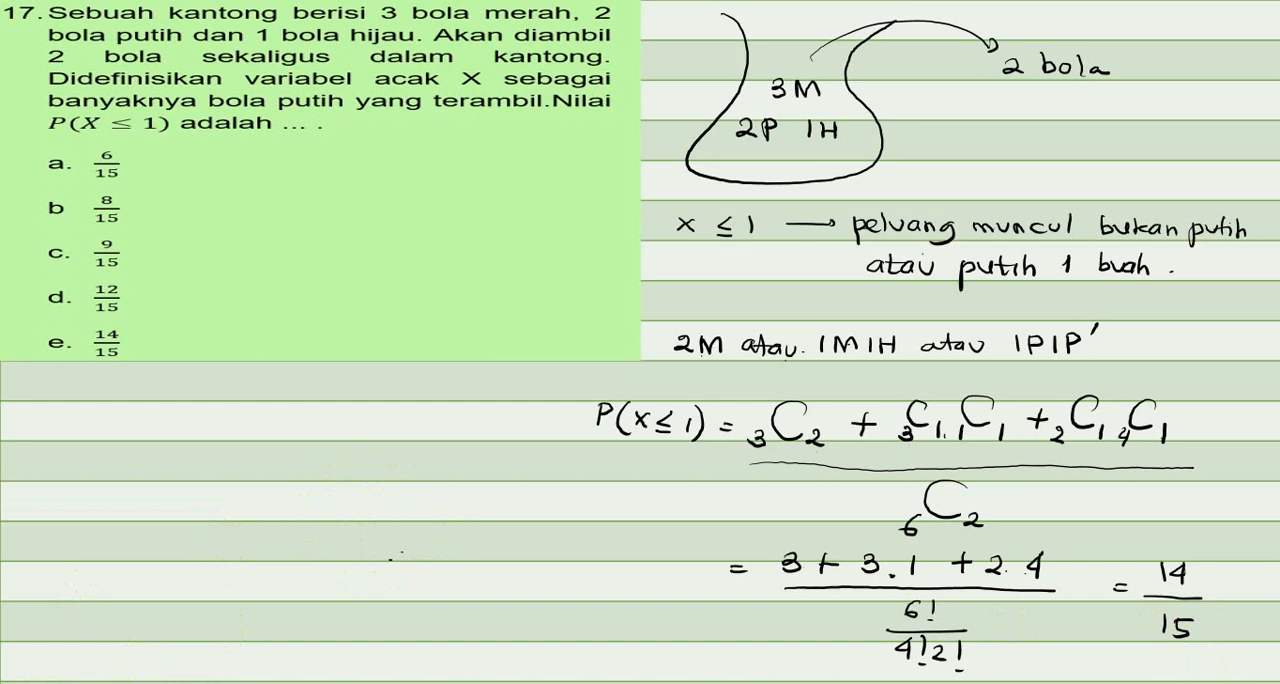 17. Sebuah kantong berisi 3 bola merah, 2
bola putih dan 1 bola hijau. Akan diambil
2 bola sekaligus dalam kantong.
Didefinisikan variabel acak X sebagai
banyaknya bola putih yang terambil.Nilai
P(X ≤ 1) adalah ... .
a. 6/15
b 8/15
c. 9/15
d. 12/15
e. 14/15
2 bola
3M
2P 1H
x ≤ 1 → peluang muncul bukan putih
atau putih 1 buah .
2M atau. 1M1H atau 1P1P'
P(x ≤ 1) = ₃C₂ + ₃C₁.₁C₁ + ₂C₁ ₄C₁
₆C₂
= 3 + 3.1 + 2.4 = 14
6! 15
4!2!